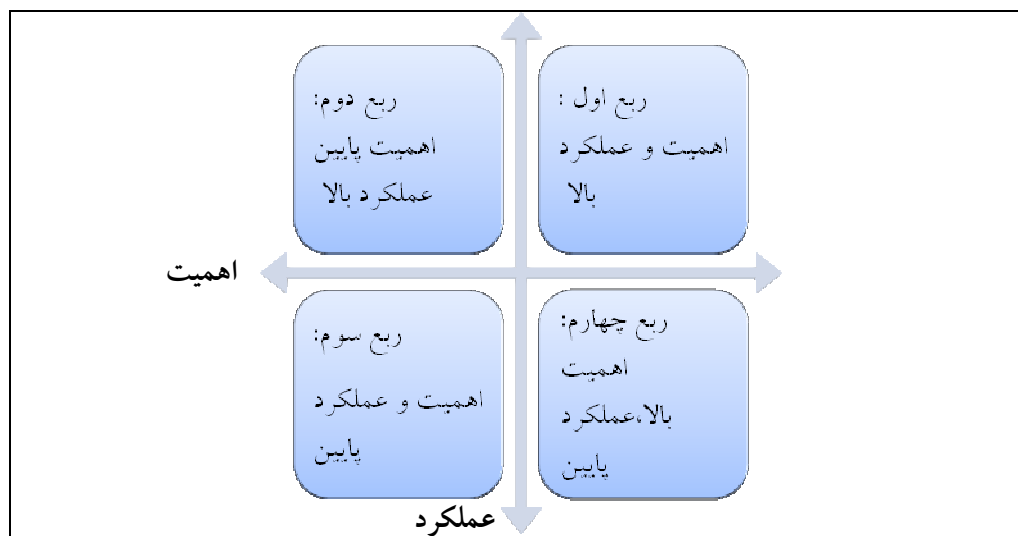 ربع اول :
اهمیت و عملکرد
بالا
ربع دوم:
اهمیت پایین
عملکرد بالا
اهمیت
ربع چهارم:
اهمیت
بالا،عملکرد
پایین
ربع سوم:
اهمیت و عملکرد
پایین
عملکرد